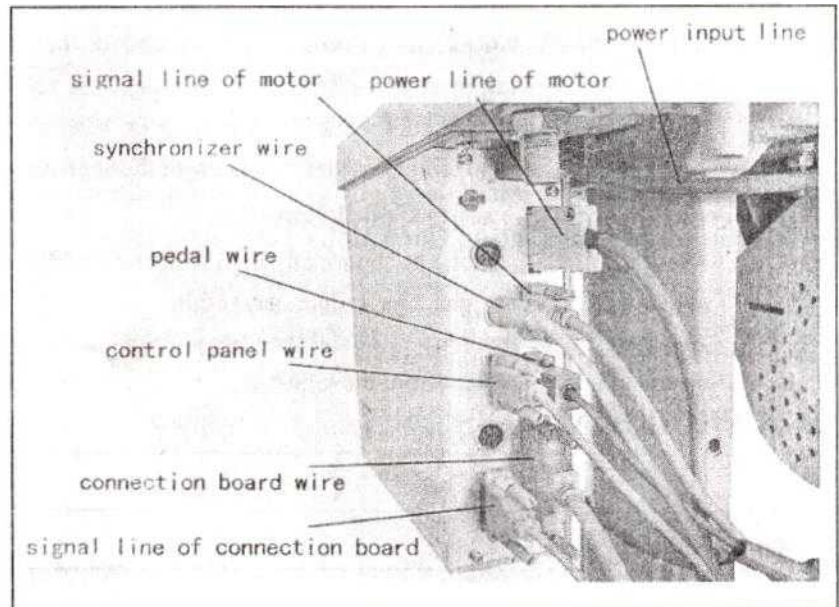 power input line
signal line of motor
power line of motor
synchronizer wire
pedal wire
control panel wire
connection board wire
signal line of connection board